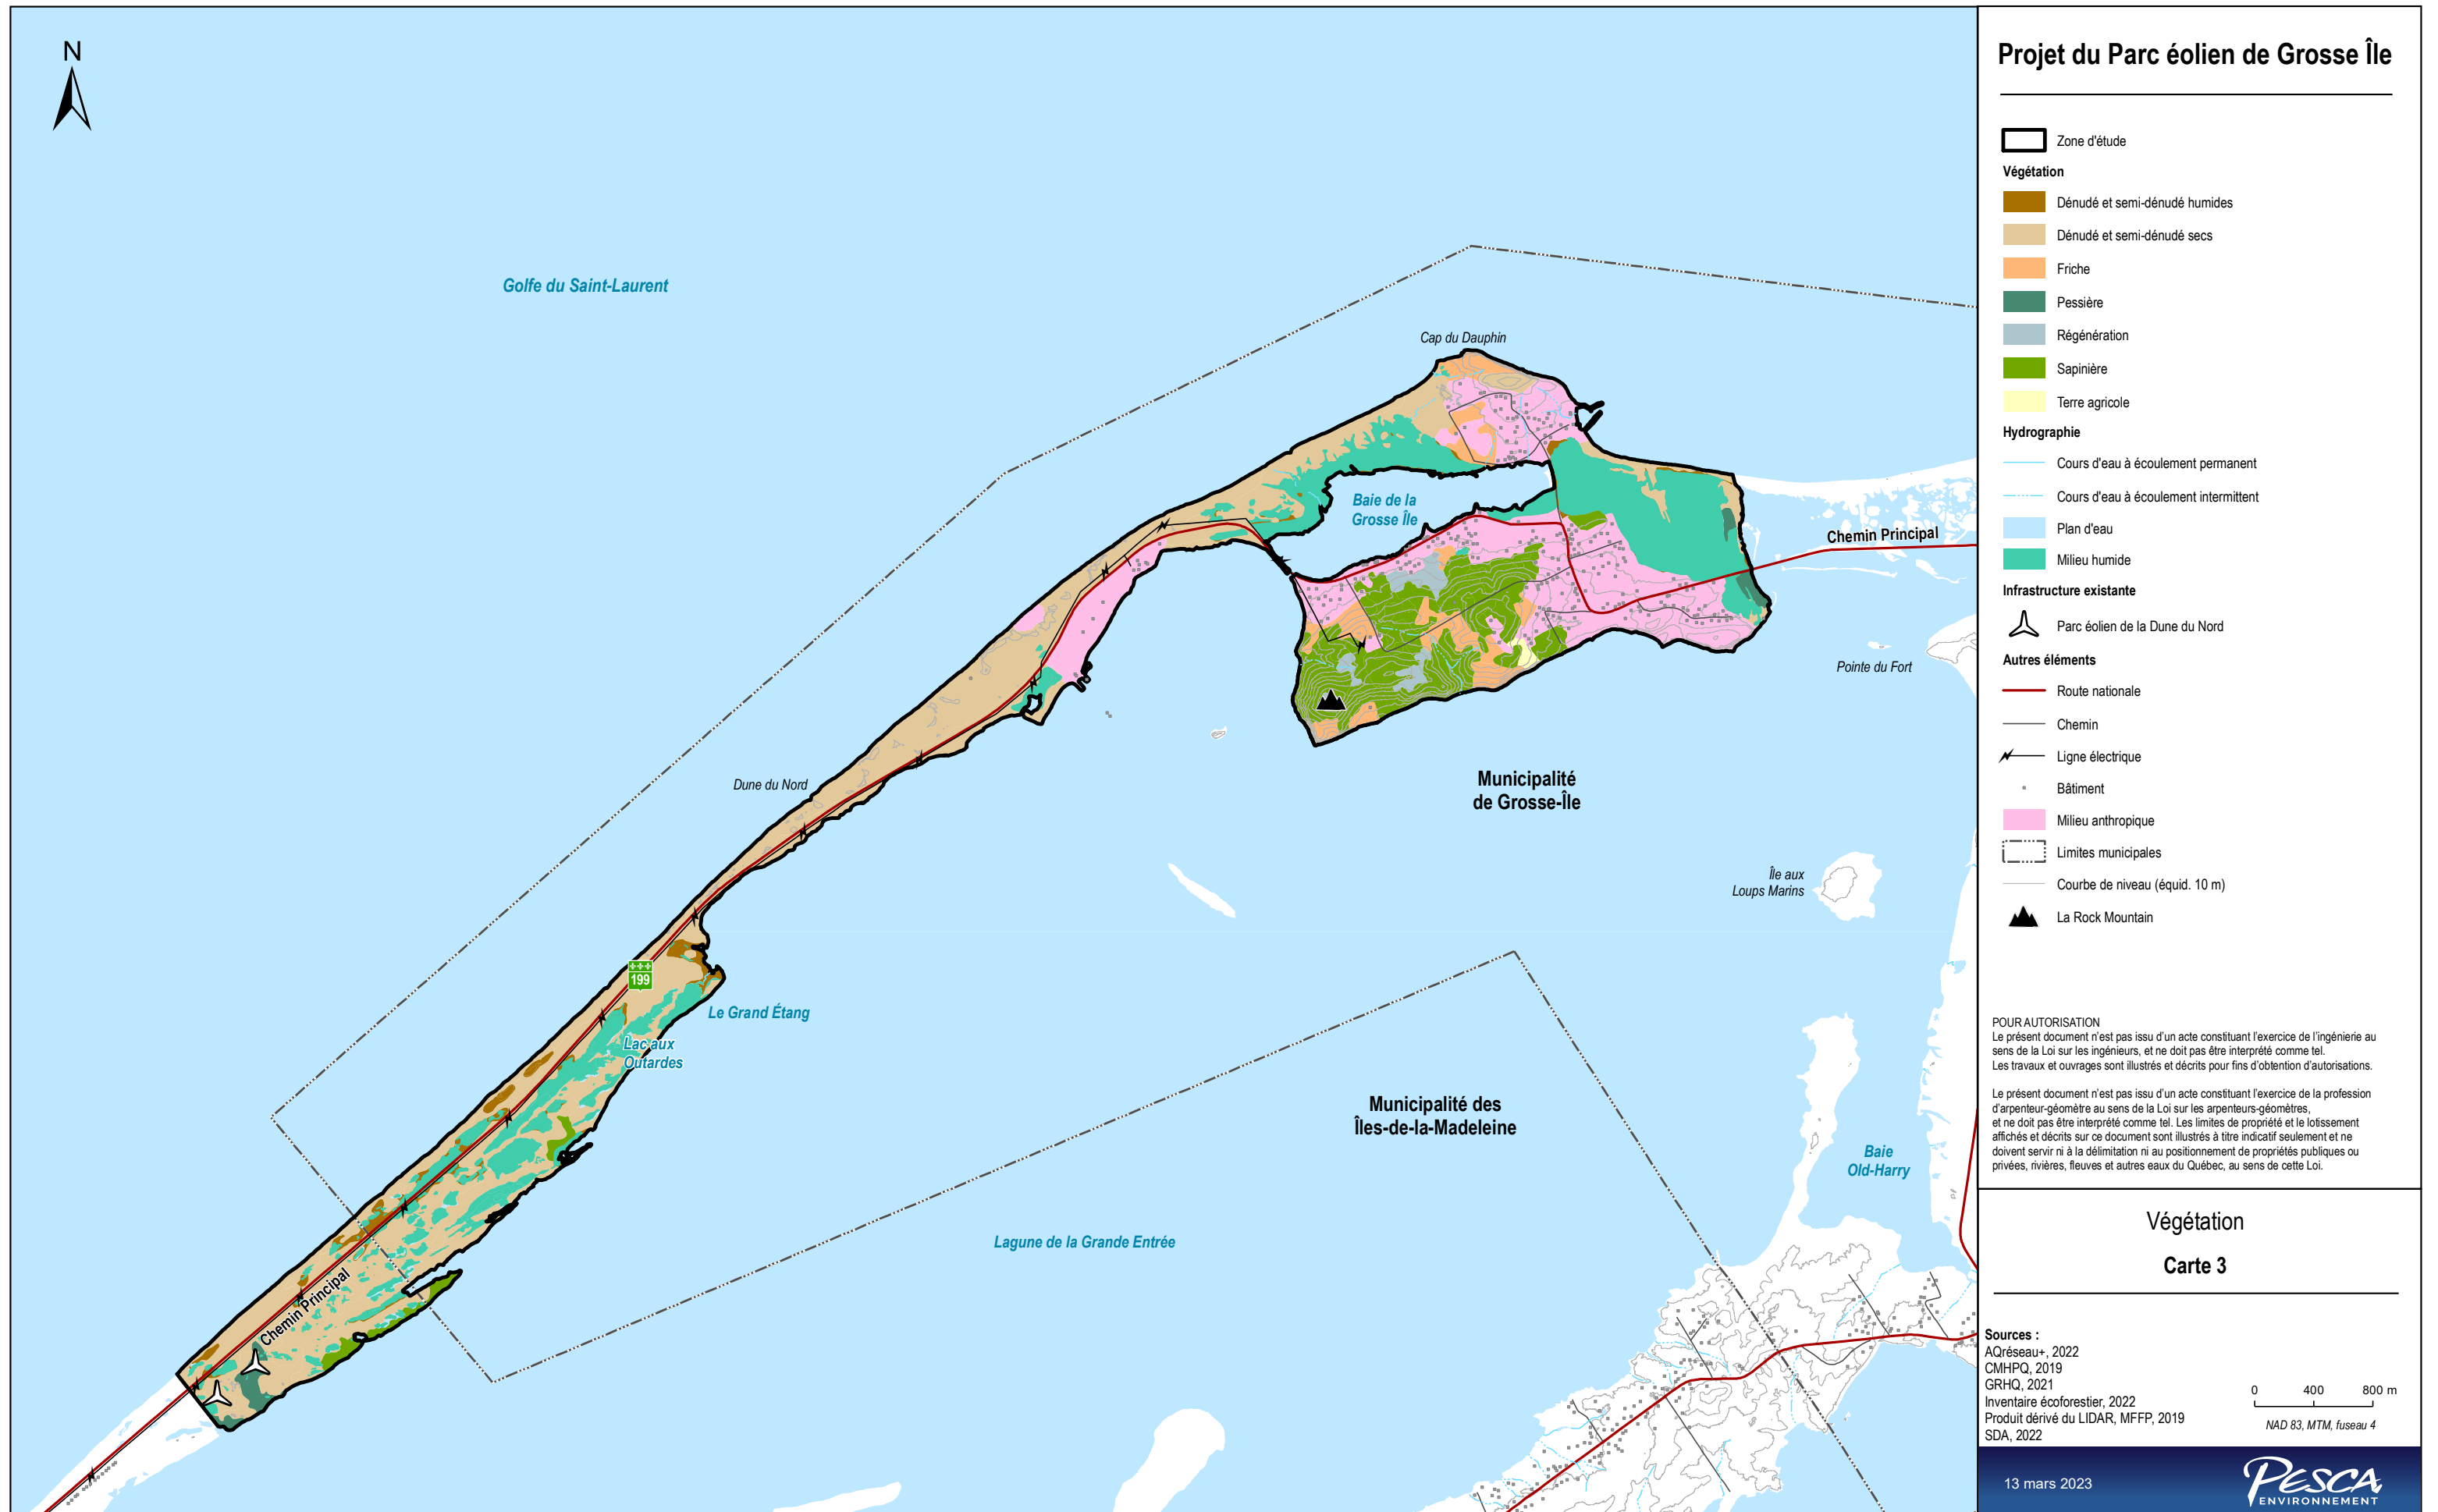 N
Golfe du Saint-Laurent
Cap du Dauphin
Baie de la
Grosse Île
Chemin Principal
Pointe du Fort
Dune du Nord
Municipalité
de Grosse-Île
Île aux
Loups Marins
199
Le Grand Étang
Lac aux
Outardes
Municipalité des
Îles-de-la-Madeleine
Baie
Old-Harry
Lagune de la Grande Entrée
Chemin Principal
Projet du Parc éolien de Grosse Île
Zone d'étude
Végétation
Dénudé et semi-dénudé humides
Dénudé et semi-dénudé secs
Friche
Pessière
Régénération
Sapinière
Terre agricole
Hydrographie
Cours d'eau à écoulement permanent
Cours d'eau à écoulement intermittent
Plan d'eau
Milieu humide
Infrastructure existante
Parc éolien de la Dune du Nord
Autres éléments
Route nationale
Chemin
Ligne électrique
Bâtiment
Milieu anthropique
Limites municipales
Courbe de niveau (équid. 10 m)
La Rock Mountain
POUR AUTORISATION
Le présent document n'est pas issu d'un acte constituant l'exercice de l'ingénierie au
sens de la Loi sur les ingénieurs, et ne doit pas être interprété comme tel.
Les travaux et ouvrages sont illustrés et décrits pour fins d'obtention d'autorisations.
Le présent document n'est pas issu d'un acte constituant l'exercice de la profession
d'arpenteur-géomètre au sens de la Loi sur les arpenteurs-géomètres,
et ne doit pas être interprété comme tel. Les limites de propriété et le lotissement
affichés et décrits sur ce document sont illustrés à titre indicatif seulement et ne
doivent servir ni à la délimitation ni au positionnement de propriétés publiques ou
privées, rivières, fleuves et autres eaux du Québec, au sens de cette Loi.
Végétation
Carte 3
Sources :
AQréseau+, 2022
CMHPQ, 2019
GRHQ, 2021
Inventaire écoforestier, 2022
Produit dérivé du LIDAR, MFFP, 2019
SDA, 2022
0 400 800 m
NAD 83, MTM, fuseau 4
13 mars 2023
PESCA
ENVIRONNEMENT